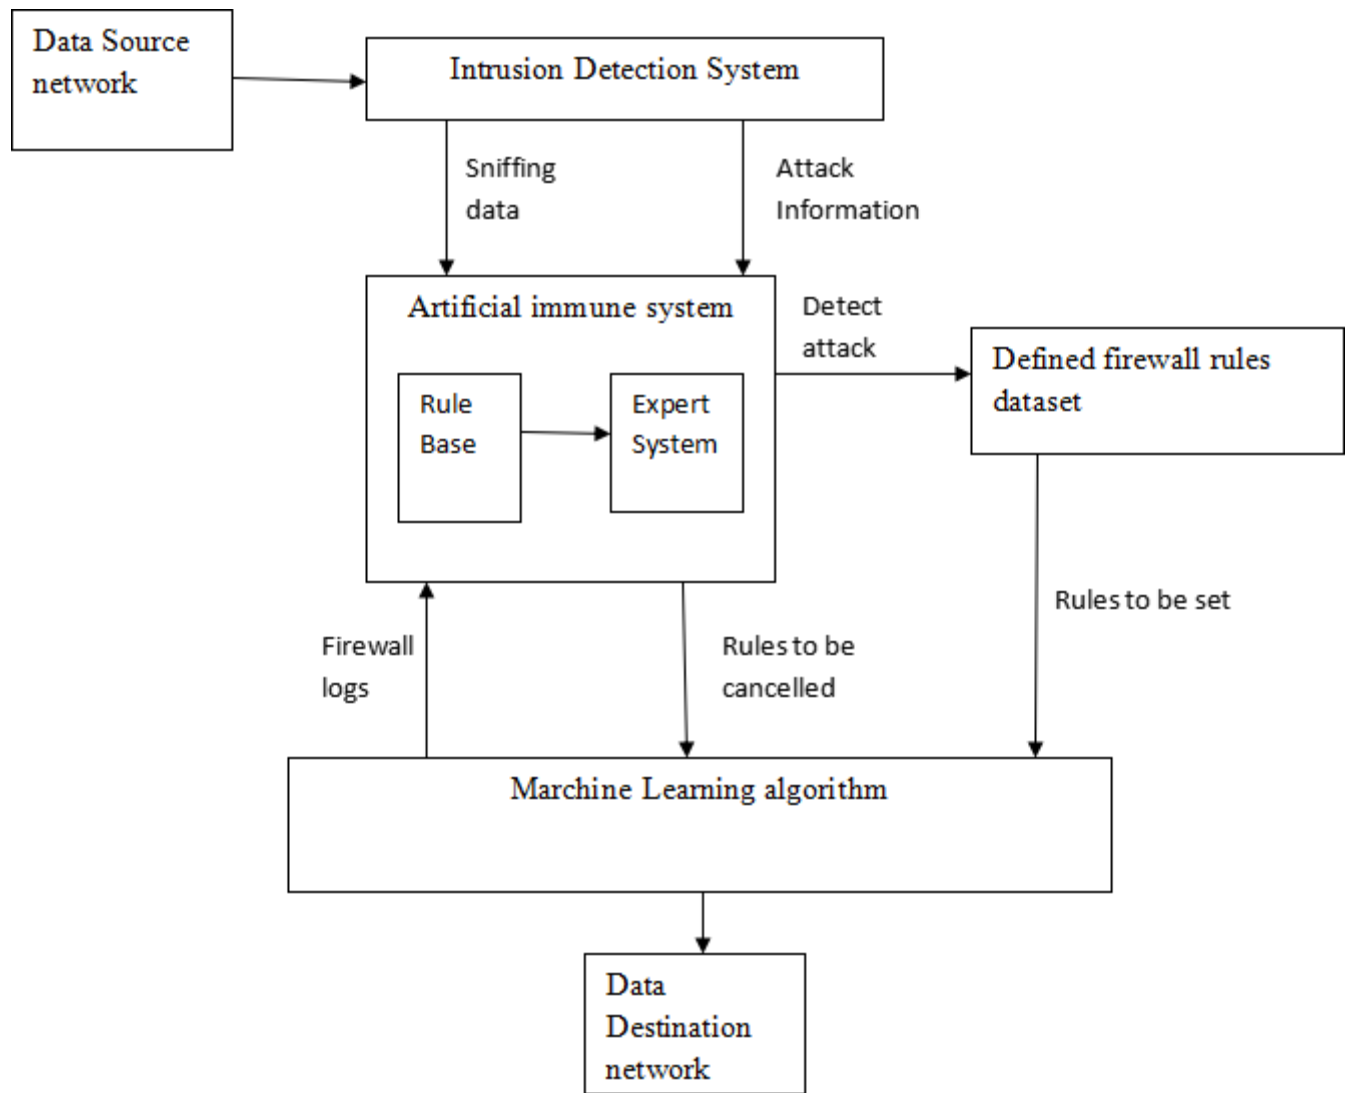 Data Source
network
Intrusion Detection System
Sniffing
data
Attack
Information
Artificial immune system
Detect
attack
Defined firewall rules
dataset
Rule
Base
Expert
System
Firewall
logs
Rules to be
cancelled
Rules to be set
Marchine Learning algorithm
Data
Destination
network